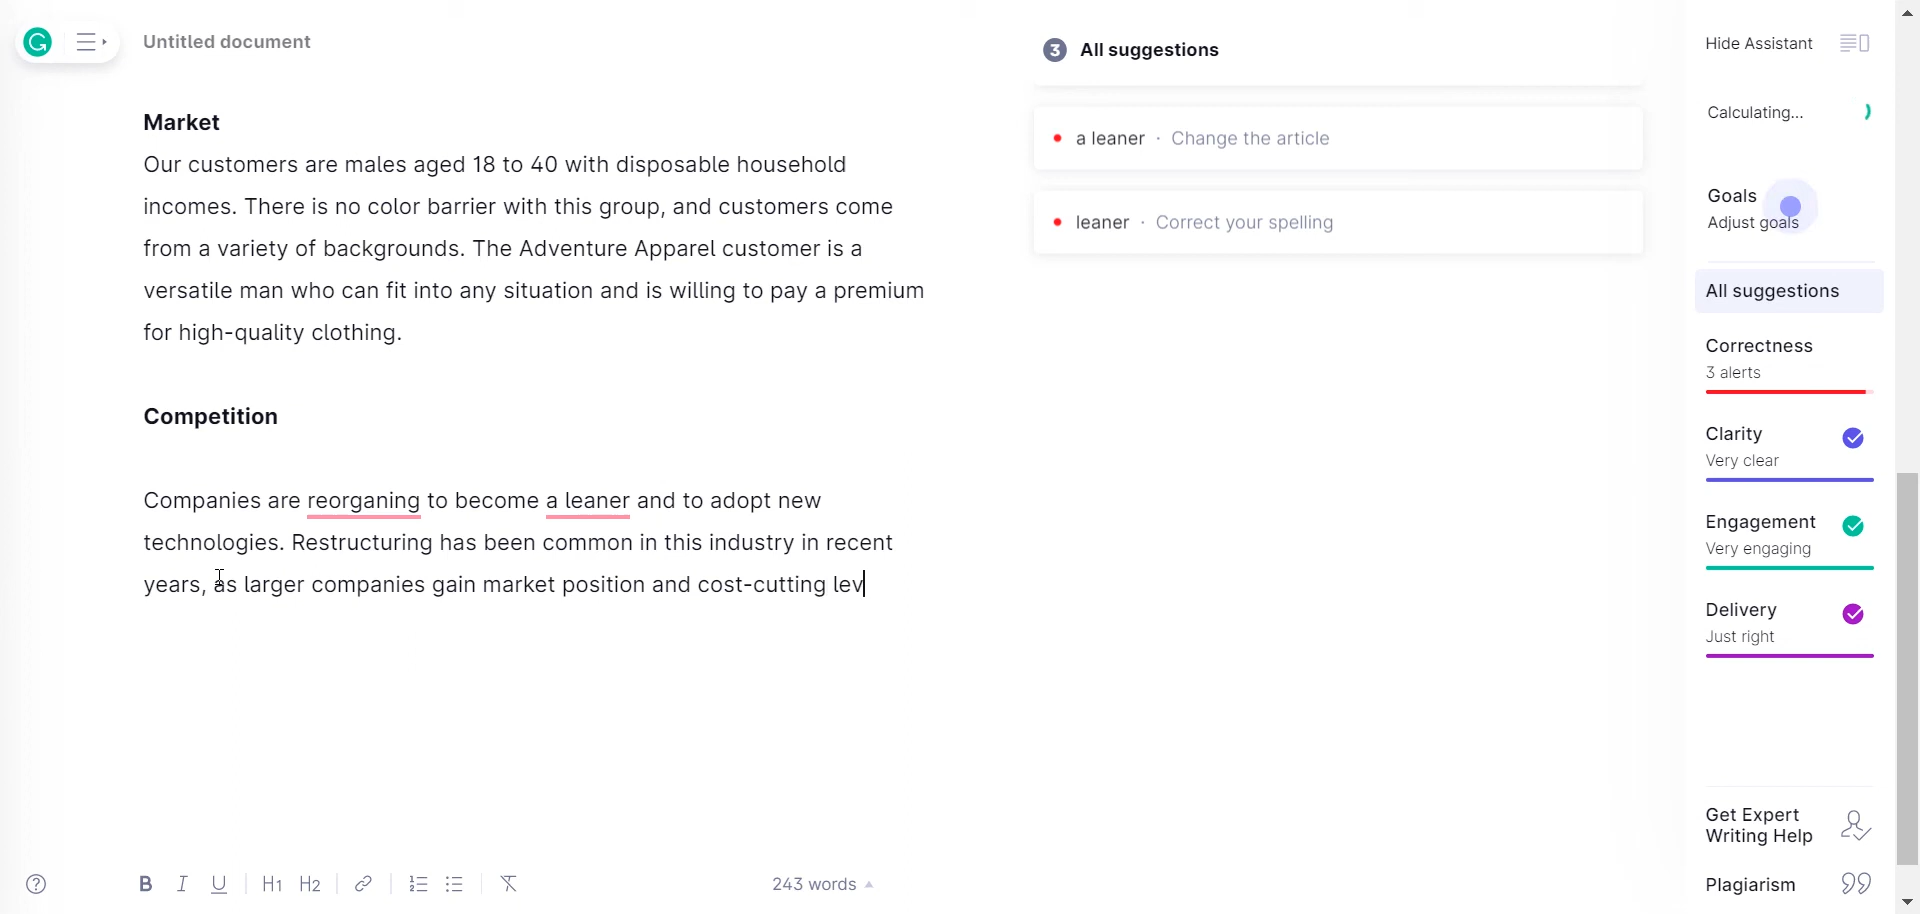 Untitled document
Market
Our customers are males aged 18 to 40 with disposable household
incomes. There is no color barrier with this group, and customers come
from a variety of backgrounds. The Adventure Apparel customer is a
versatile man who can fit into any situation and is willing to pay a premium
for high-quality clothing.
Competition
Companies are reorganing to become a leaner and to adopt new
technologies. Restructuring has been common in this industry in recent
years, as larger companies gain market position and cost-cutting lev
B I U H1 H2
243 words
3 All suggestions
a leaner · Change the article
leaner · Correct your spelling
Hide Assistant
Calculating...
Goals
Adjust goals
All suggestions
Correctness
3 alerts
Clarity
Very clear
Engagement
Very engaging
Delivery
Just right
Get Expert
Writing Help
Plagiarism